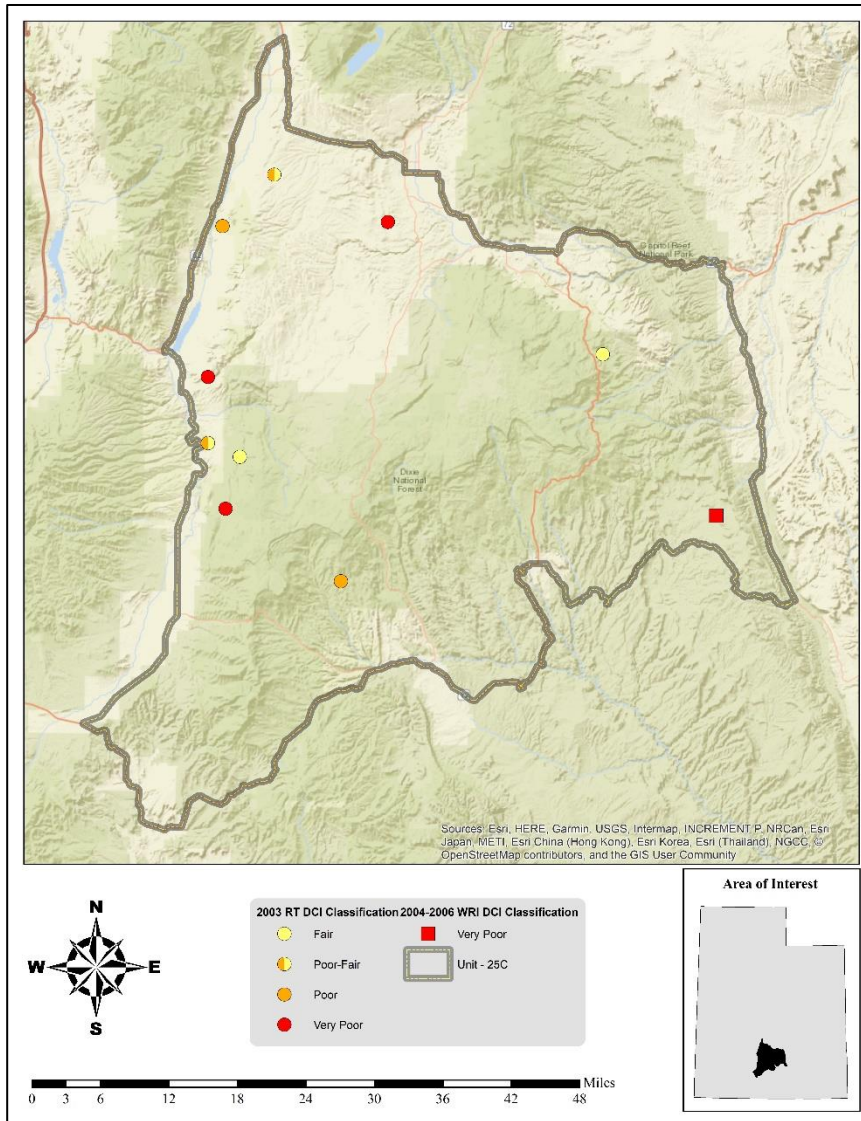 72
Capitol Reef
National Park
Dixie
National
Forest
Sources: Esri, HERE, Garmin, USGS, Intermap, INCREMENT P, NRCan, Esri
Japan, METI, Esri China (Hong Kong), Esri Korea, Esri (Thailand), NGCC, ©
OpenStreetMap contributors, and the GIS User Community
N
W E
S
2003 RT DCI Classification 2004-2006 WRI DCI Classification
Fair Very Poor
Poor-Fair Unit - 25C
Poor
Very Poor
Miles
0 3 6 12 18 24 30 36 42 48
Area of Interest